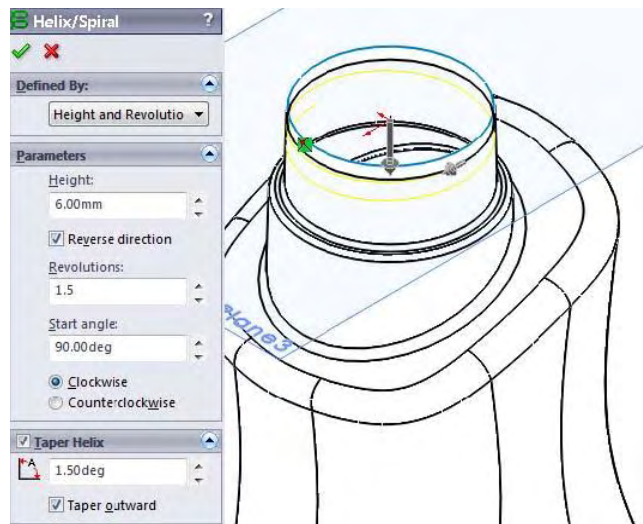 Helix/Spiral ?
Defined By:
Height and Revolutio
Parameters
Height:
6.00mm
Reverse direction
Revolutions:
1.5
Start angle:
90.00deg
Clockwise
Counterclockwise
Taper Helix
A
1.50deg
Taper outward
Plane3